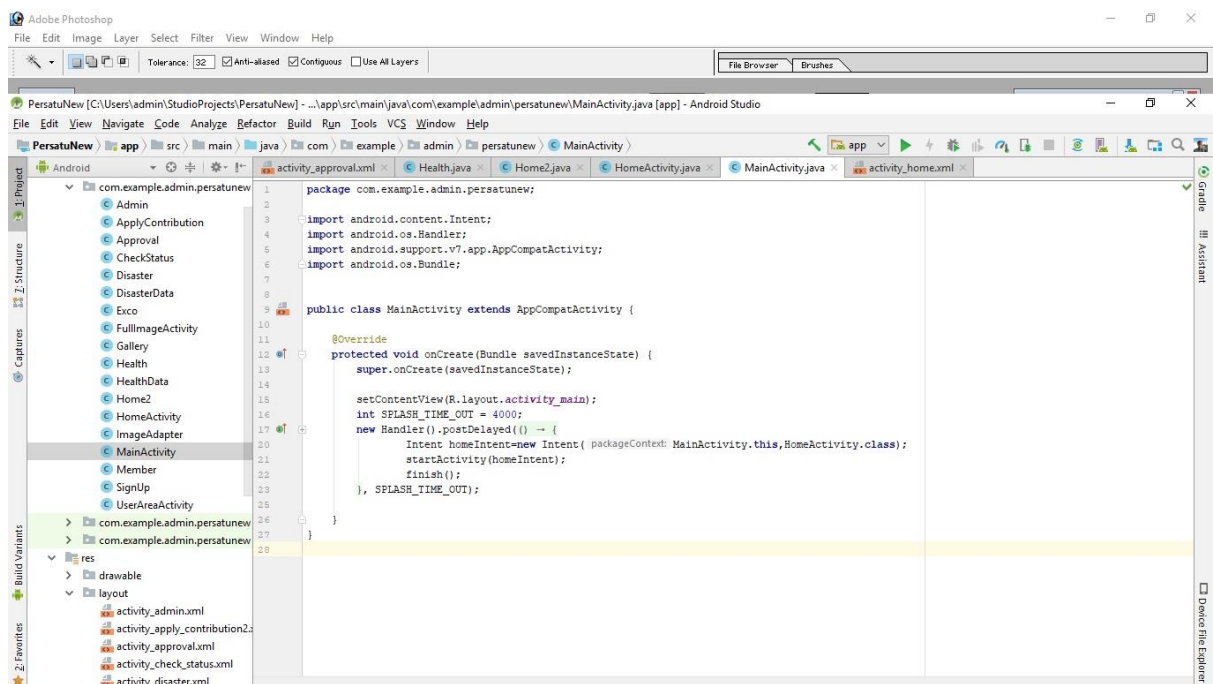 Adobe Photoshop
File Edit Image Layer Select Filter View Window Help
Tolerance: 32 Anti-aliased Contiguous Use All Layers
File Browser Brushes
PersatuNew [C:\Users\admin\StudioProjects\PersatuNew] - ...\app\src\main\java\com\example\admin\persatunew\MainActivity.java [app] - Android Studio
File Edit View Navigate Code Analyze Refactor Build Run Tools VCS Window Help
PersatuNew app src main java com example admin persatunew MainActivity
app
Android
activity_approval.xml Health.java Home2.java HomeActivity.java MainActivity.java activity_home.xml
1: Project
Z: Structure
Captures
Build Variants
2: Favorites
com.example.admin.persatunew
Admin
ApplyContribution
Approval
CheckStatus
Disaster
DisasterData
Exco
FullImageActivity
Gallery
Health
HealthData
Home2
HomeActivity
ImageAdapter
MainActivity
Member
SignUp
UserAreaActivity
com.example.admin.persatunew
com.example.admin.persatunew
res
drawable
layout
activity_admin.xml
activity_apply_contribution2.x
activity_approval.xml
activity_check_status.xml
activity_disaster.xml
1 package com.example.admin.persatunew;
2
3 import android.content.Intent;
4 import android.os.Handler;
5 import android.support.v7.app.AppCompatActivity;
6 import android.os.Bundle;
7
8
9 public class MainActivity extends AppCompatActivity {
10
11 @Override
12 protected void onCreate(Bundle savedInstanceState) {
13 super.onCreate(savedInstanceState);
14
15 setContentView(R.layout.activity_main);
16 int SPLASH_TIME_OUT = 4000;
17 new Handler().postDelayed(() → {
20 Intent homeIntent=new Intent( packageContext: MainActivity.this,HomeActivity.class);
21 startActivity(homeIntent);
22 finish();
23 }, SPLASH_TIME_OUT);
25
26 }
27 }
28
Gradle
Assistant
Device File Explorer